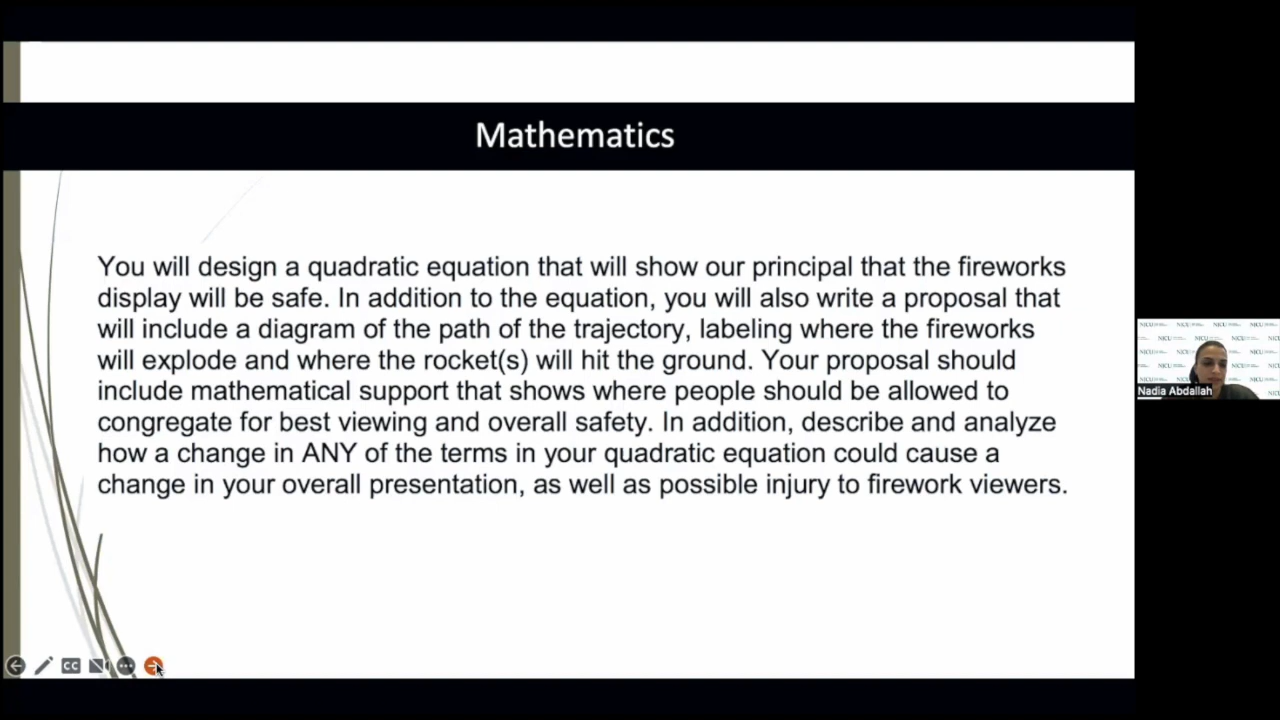 Mathematics
You will design a quadratic equation that will show our principal that the fireworks
display will be safe. In addition to the equation, you will also write a proposal that
will include a diagram of the path of the trajectory, labeling where the fireworks
will explode and where the rocket(s) will hit the ground. Your proposal should
include mathematical support that shows where people should be allowed to
congregate for best viewing and overall safety. In addition, describe and analyze
how a change in ANY of the terms in your quadratic equation could cause a
change in your overall presentation, as well as possible injury to firework viewers.
CC
Nadia Abdallah